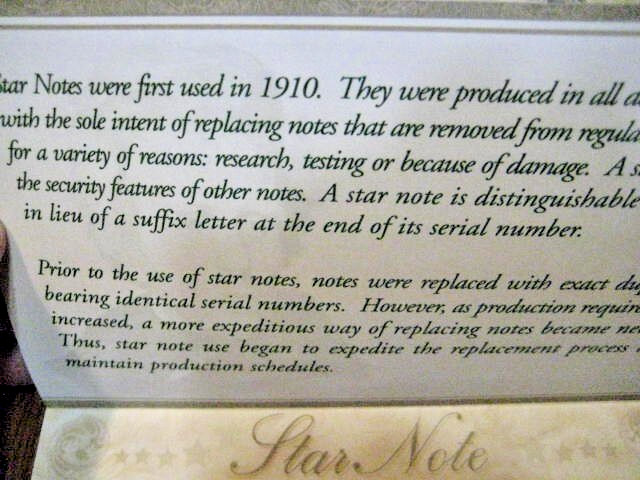 Star Notes were first used in 1910. They were produced in all
with the sole intent of replacing notes that are removed from
for a variety of reasons: research, testing or because of damage. A
the security features of other notes. A star note is distinguishable
in lieu of a suffix letter at the end of its serial number.
Prior to the use of star notes, notes were replaced with exact
bearing identical serial numbers. However, as production
increased, a more expeditious way of replacing notes became
Thus, star note use began to expedite the replacement process
maintain production schedules.
Star Note